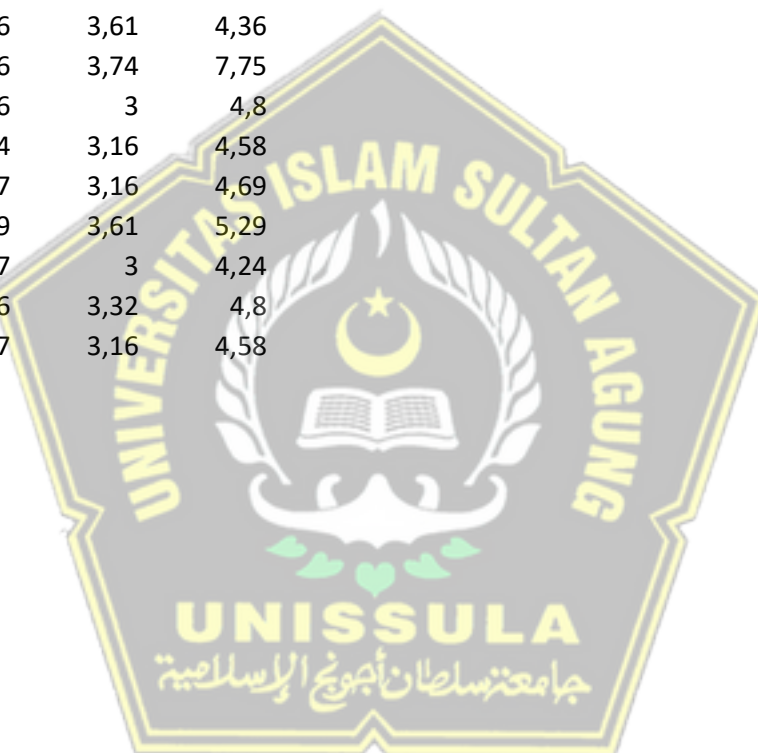 6 3,61 4,36
6 3,74 7,75
6 3 4,8
4 3,16 4,58
7 3,16 4,69
9 3,61 5,29
7 3 4,24
6 3,32 4,8
7 3,16 4,58
UNIVERSITAS ISLAM SULTAN AGUNG
UNISSULA
جامعة سلطان أجونج الإسلامية